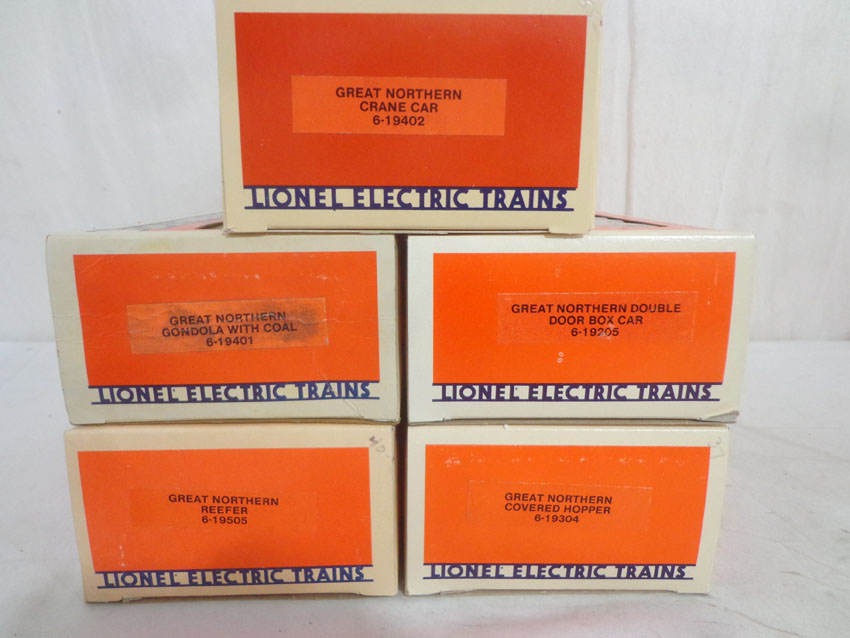 GREAT NORTHERN
CRANE CAR
6-19402
LIONEL ELECTRIC TRAINS
GREAT NORTHERN
GONDOLA WITH COAL
6-19401
LIONEL ELECTRIC TRAINS
GREAT NORTHERN DOUBLE
DOOR BOX CAR
6-19205
LIONEL ELECTRIC TRAINS
GREAT NORTHERN
REEFER
6-19505
LIONEL ELECTRIC TRAINS
GREAT NORTHERN
COVERED HOPPER
6-19304
LIONEL ELECTRIC TRAINS